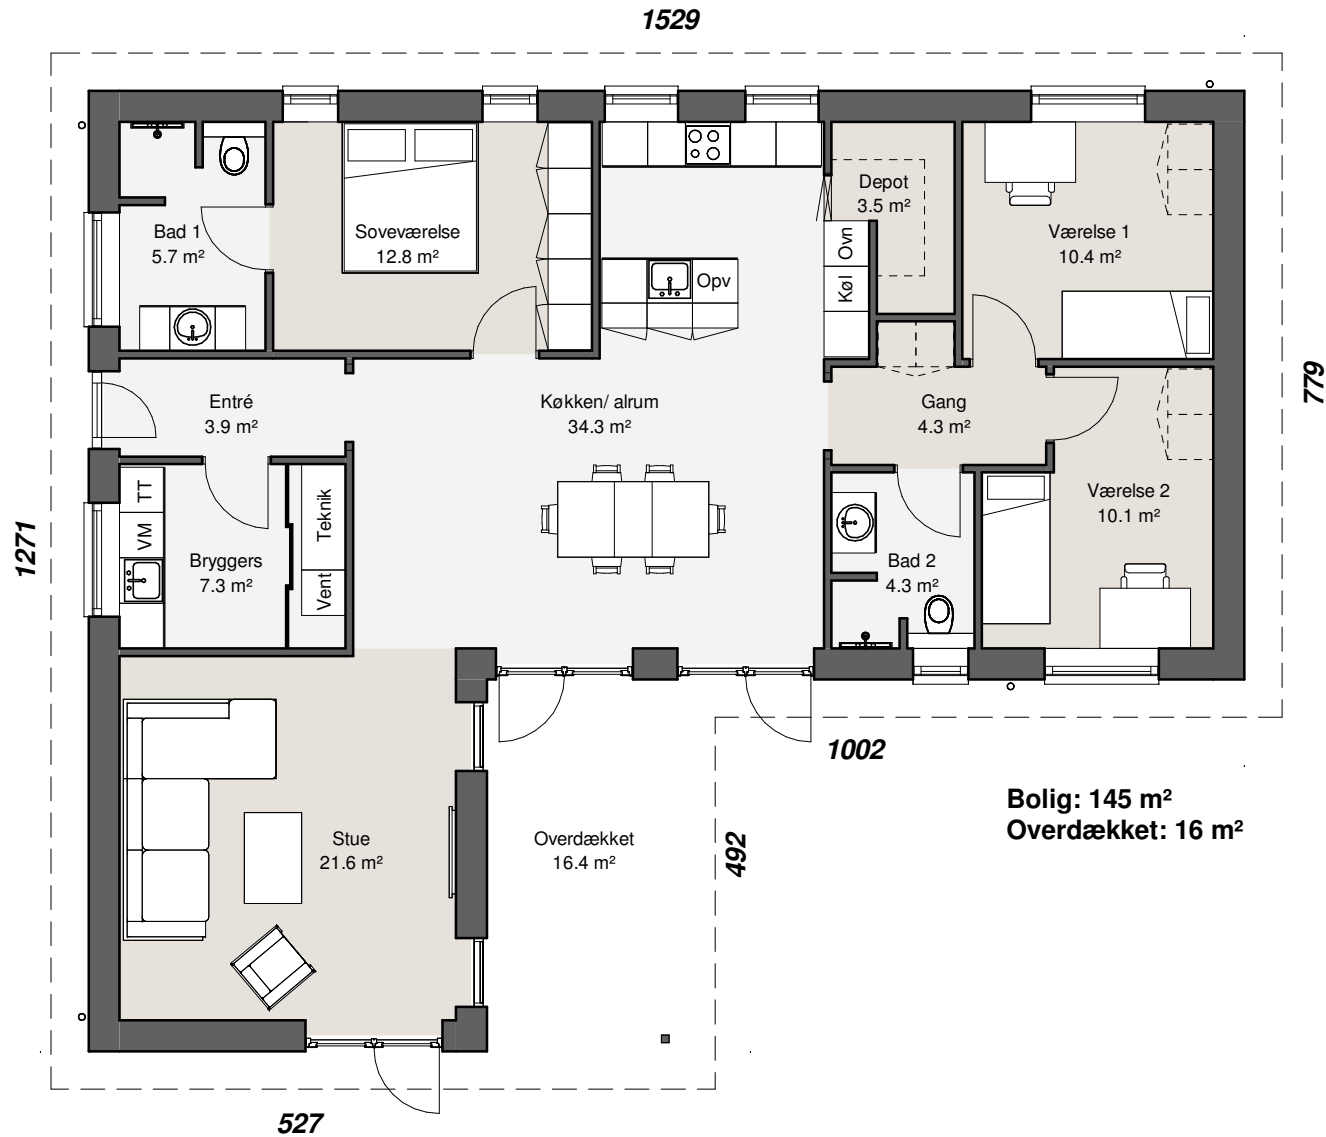 1529
Depot
3.5 m²
Bad 1
5.7 m²
Soveværelse
12.8 m²
Værelse 1
10.4 m²
Ovn
Køl
Opv
Entré
3.9 m²
Køkken/ alrum
34.3 m²
Gang
4.3 m²
779
TT
VM
Teknik
Vent
Bryggers
7.3 m²
Værelse 2
10.1 m²
Bad 2
4.3 m²
1271
1002
Bolig: 145 m²
Overdækket: 16 m²
Stue
21.6 m²
Overdækket
16.4 m²
492
527